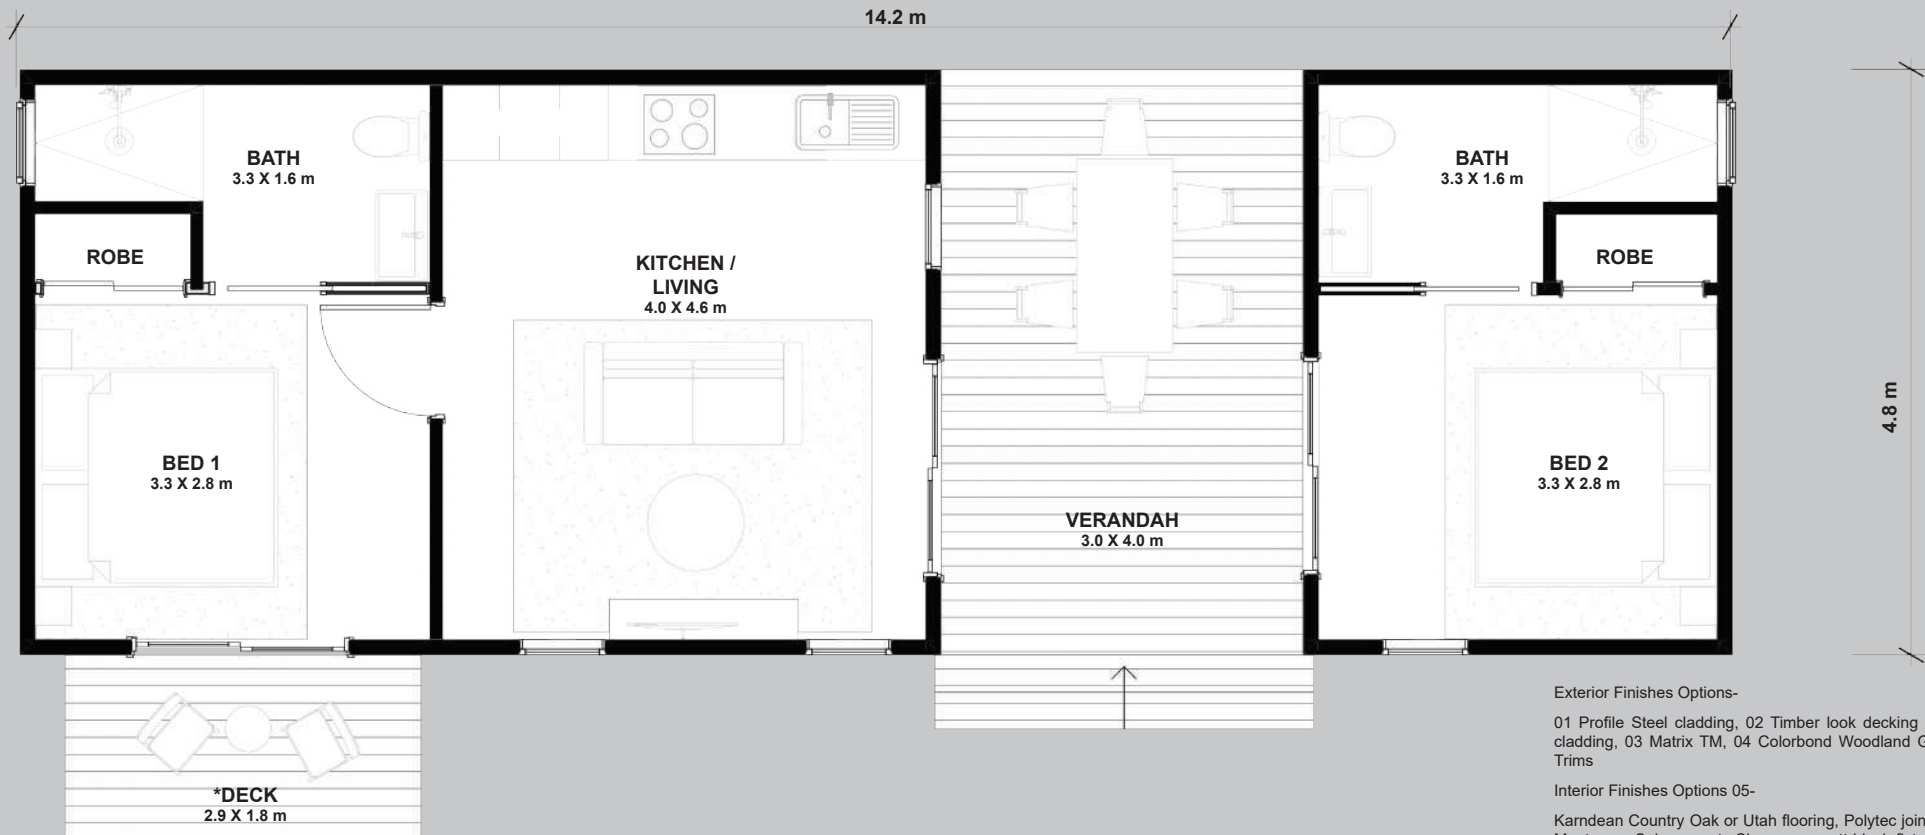 14.2 m
BATH
3.3 X 1.6 m
BATH
3.3 X 1.6 m
ROBE
KITCHEN /
LIVING
4.0 X 4.6 m
ROBE
4.8 m
BED 1
3.3 X 2.8 m
BED 2
3.3 X 2.8 m
VERANDAH
3.0 X 4.0 m
*DECK
2.9 X 1.8 m
Exterior Finishes Options-
01 Profile Steel cladding, 02 Timber look decking
cladding, 03 Matrix TM, 04 Colorbond Woodland G
Trims
Interior Finishes Options 05-
Karndean Country Oak or Utah flooring, Polytec join